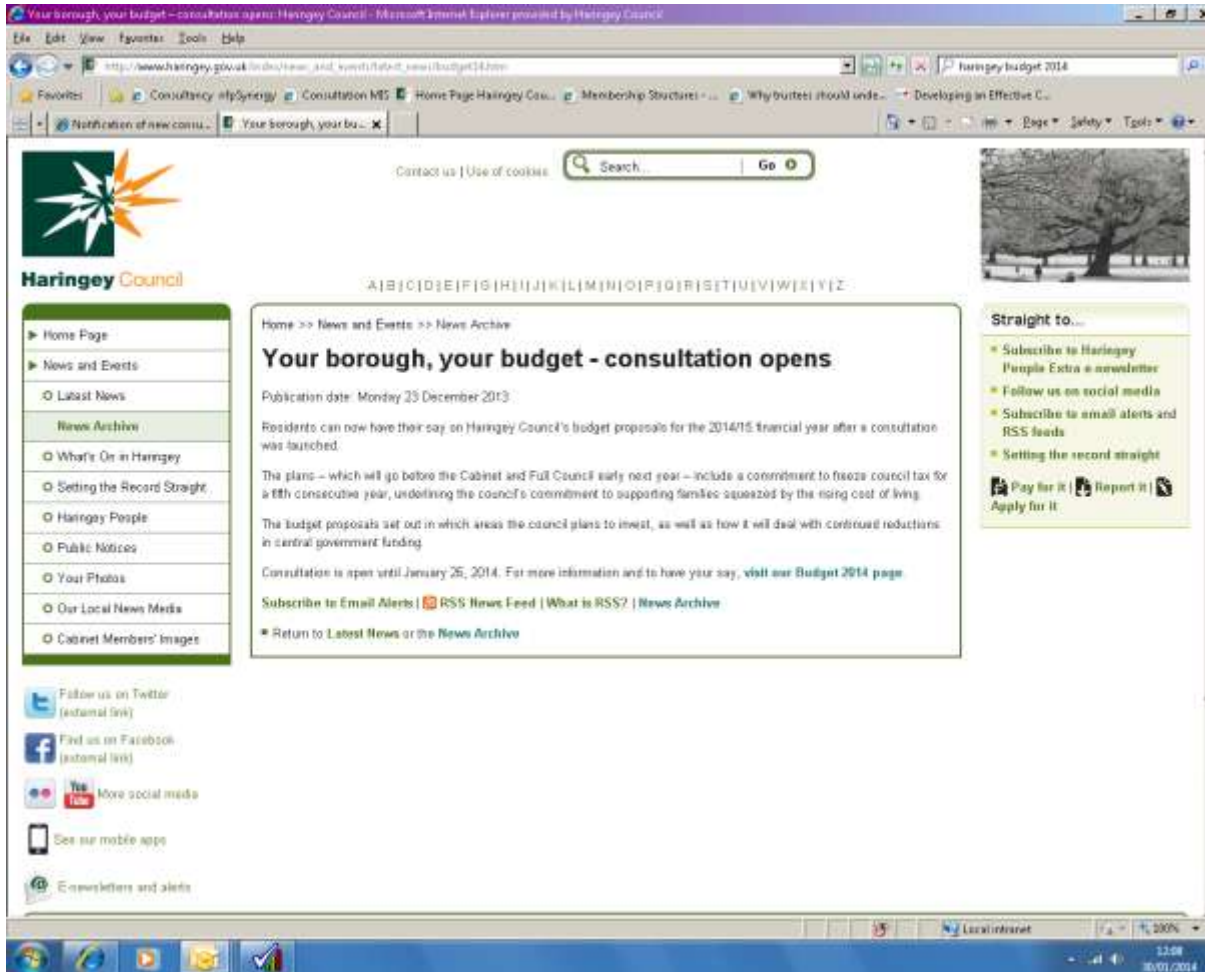 Your borough, your budget – consultation opens: Haringey Council - Microsoft Internet Explorer provided by Haringey Council
File Edit View Favorites Tools Help
http://www.haringey.gov.uk/index/news_and_events/latest_news/budget14.htm
haringey budget 2014
Favorites
Consultancy nfpSynergy
Consultation MIS
Home Page Haringey Cou...
Membership Structures - ...
Why trustees should unde...
Developing an Effective C...
Notification of new consu...
Your borough, your bu...
Page Safety Tools
Contact us | Use of cookies
Search...
Go
Haringey Council
A|B|C|D|E|F|G|H|I|J|K|L|M|N|O|P|Q|R|S|T|U|V|W|X|Y|Z
Home Page
News and Events
Latest News
News Archive
What's On in Haringey
Setting the Record Straight
Haringey People
Public Notices
Your Photos
Our Local News Media
Cabinet Members' Images
Follow us on Twitter
(external link)
Find us on Facebook
(external link)
You
Tube
More social media
See our mobile apps
E-newsletters and alerts
Home >> News and Events >> News Archive
Your borough, your budget - consultation opens
Publication date: Monday 23 December 2013
Residents can now have their say on Haringey Council's budget proposals for the 2014/15 financial year after a consultation
was launched.
The plans – which will go before the Cabinet and Full Council early next year – include a commitment to freeze council tax for
a fifth consecutive year, underlining the council's commitment to supporting families squeezed by the rising cost of living.
The budget proposals set out in which areas the council plans to invest, as well as how it will deal with continued reductions
in central government funding.
Consultation is open until January 26, 2014. For more information and to have your say, visit our Budget 2014 page.
Subscribe to Email Alerts | RSS News Feed | What is RSS? | News Archive
Return to Latest News or the News Archive
Straight to...
Subscribe to Haringey
People Extra e-newsletter
Follow us on social media
Subscribe to email alerts and
RSS feeds
Setting the record straight
Pay for it | Report it |
Apply for it
Local intranet
100%
12:08
30/01/2014